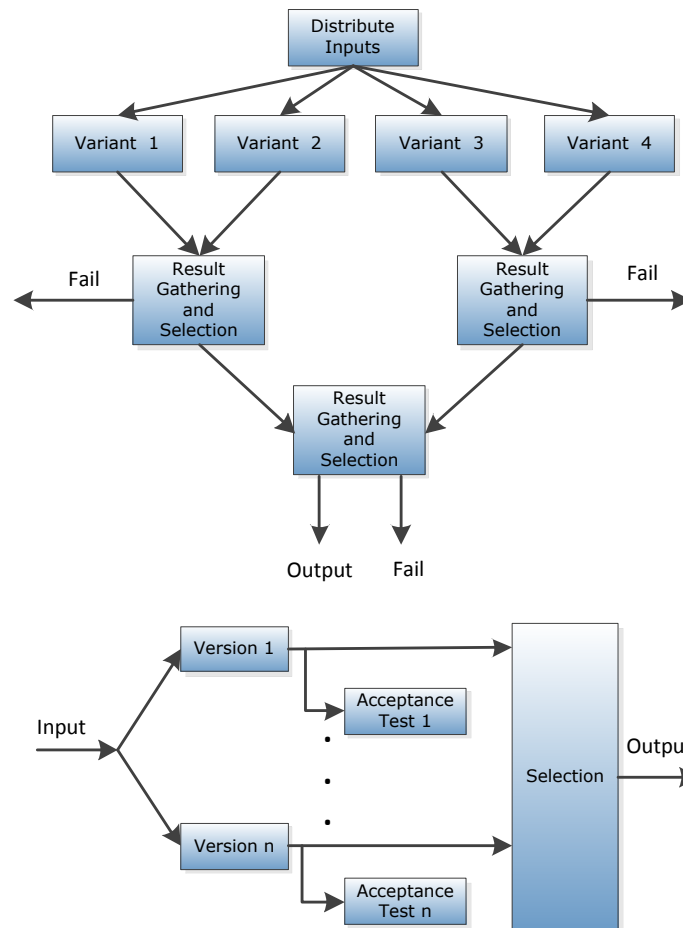 Distribute
Inputs
Variant 1
Variant 2
Variant 3
Variant 4
Fail
Result
Gathering
and
Selection
Result
Gathering
and
Selection
Fail
Result
Gathering
and
Selection
Output
Fail
Version 1
Input
Acceptance
Test 1
Selection
Output
Version n
Acceptance
Test n